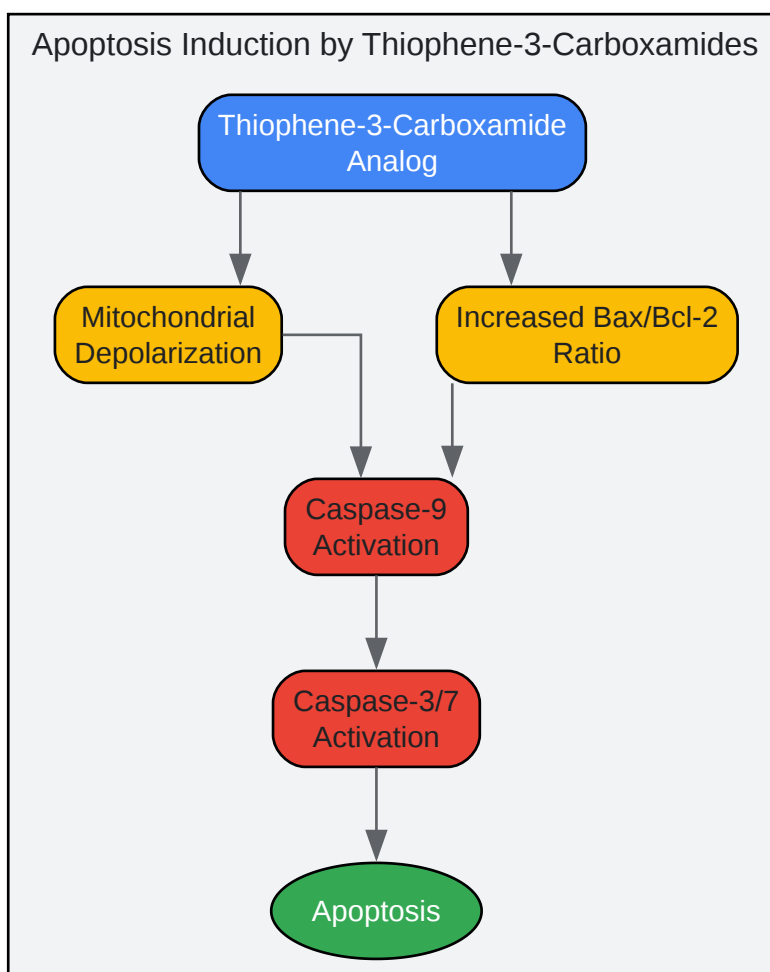 Apoptosis Induction by Thiophene-3-Carboxamides
Thiophene-3-Carboxamide
Analog
Mitochondrial
Depolarization
Increased Bax/Bcl-2
Ratio
Caspase-9
Activation
Caspase-3/7
Activation
Apoptosis